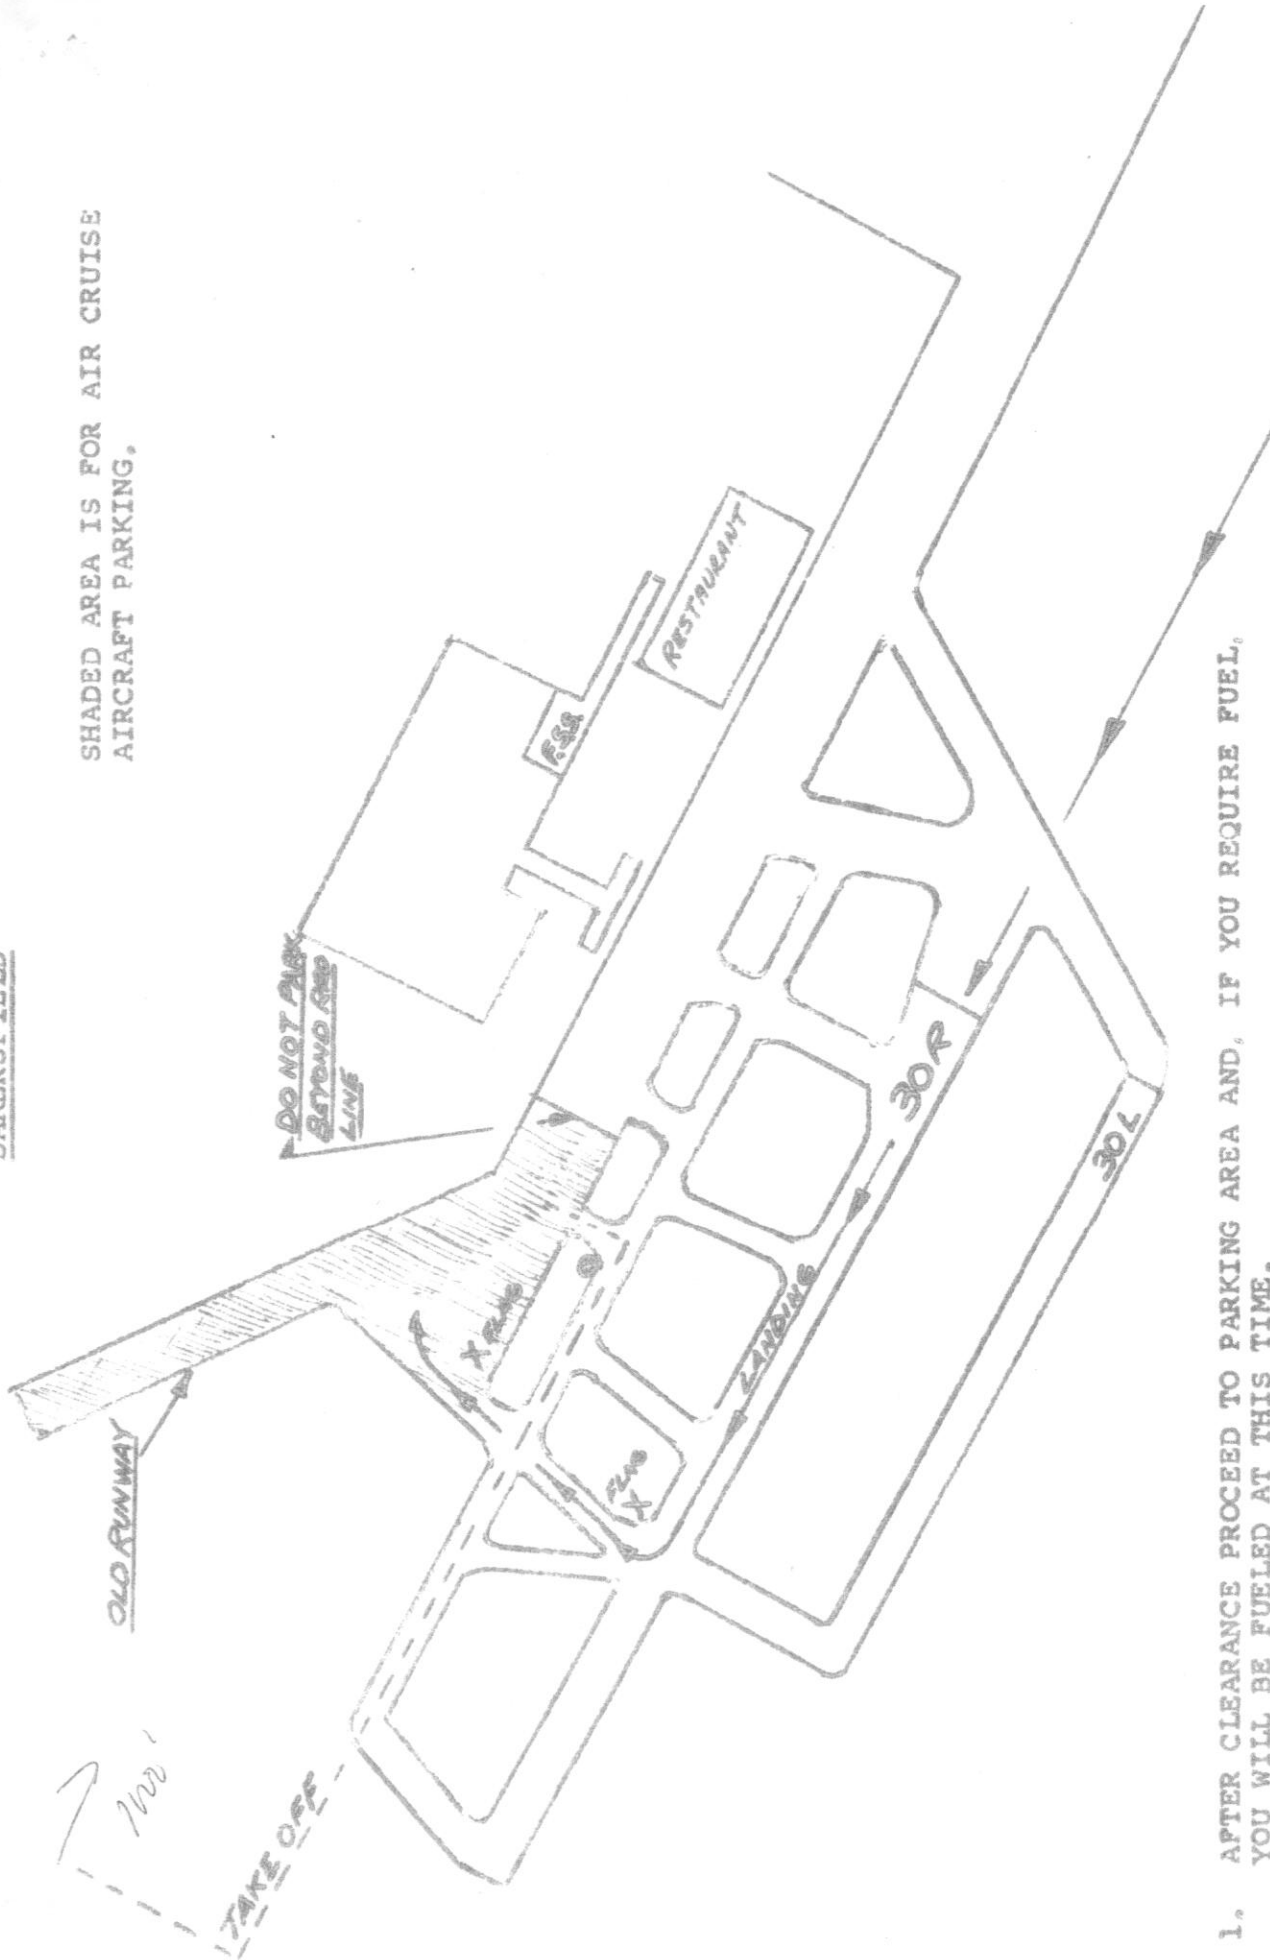 SHADED AREA IS FOR AIR CRUISE
AIRCRAFT PARKING.
DO NOT PARK
BEYOND RED
LINE
OLD RUNWAY
F.S.S.
RESTAURANT
X FLAG
FLAG
X
TAKE OFF
LANDING
30R
30L
1. AFTER CLEARANCE PROCEED TO PARKING AREA AND, IF YOU REQUIRE FUEL,
YOU WILL BE FUELED AT THIS TIME.